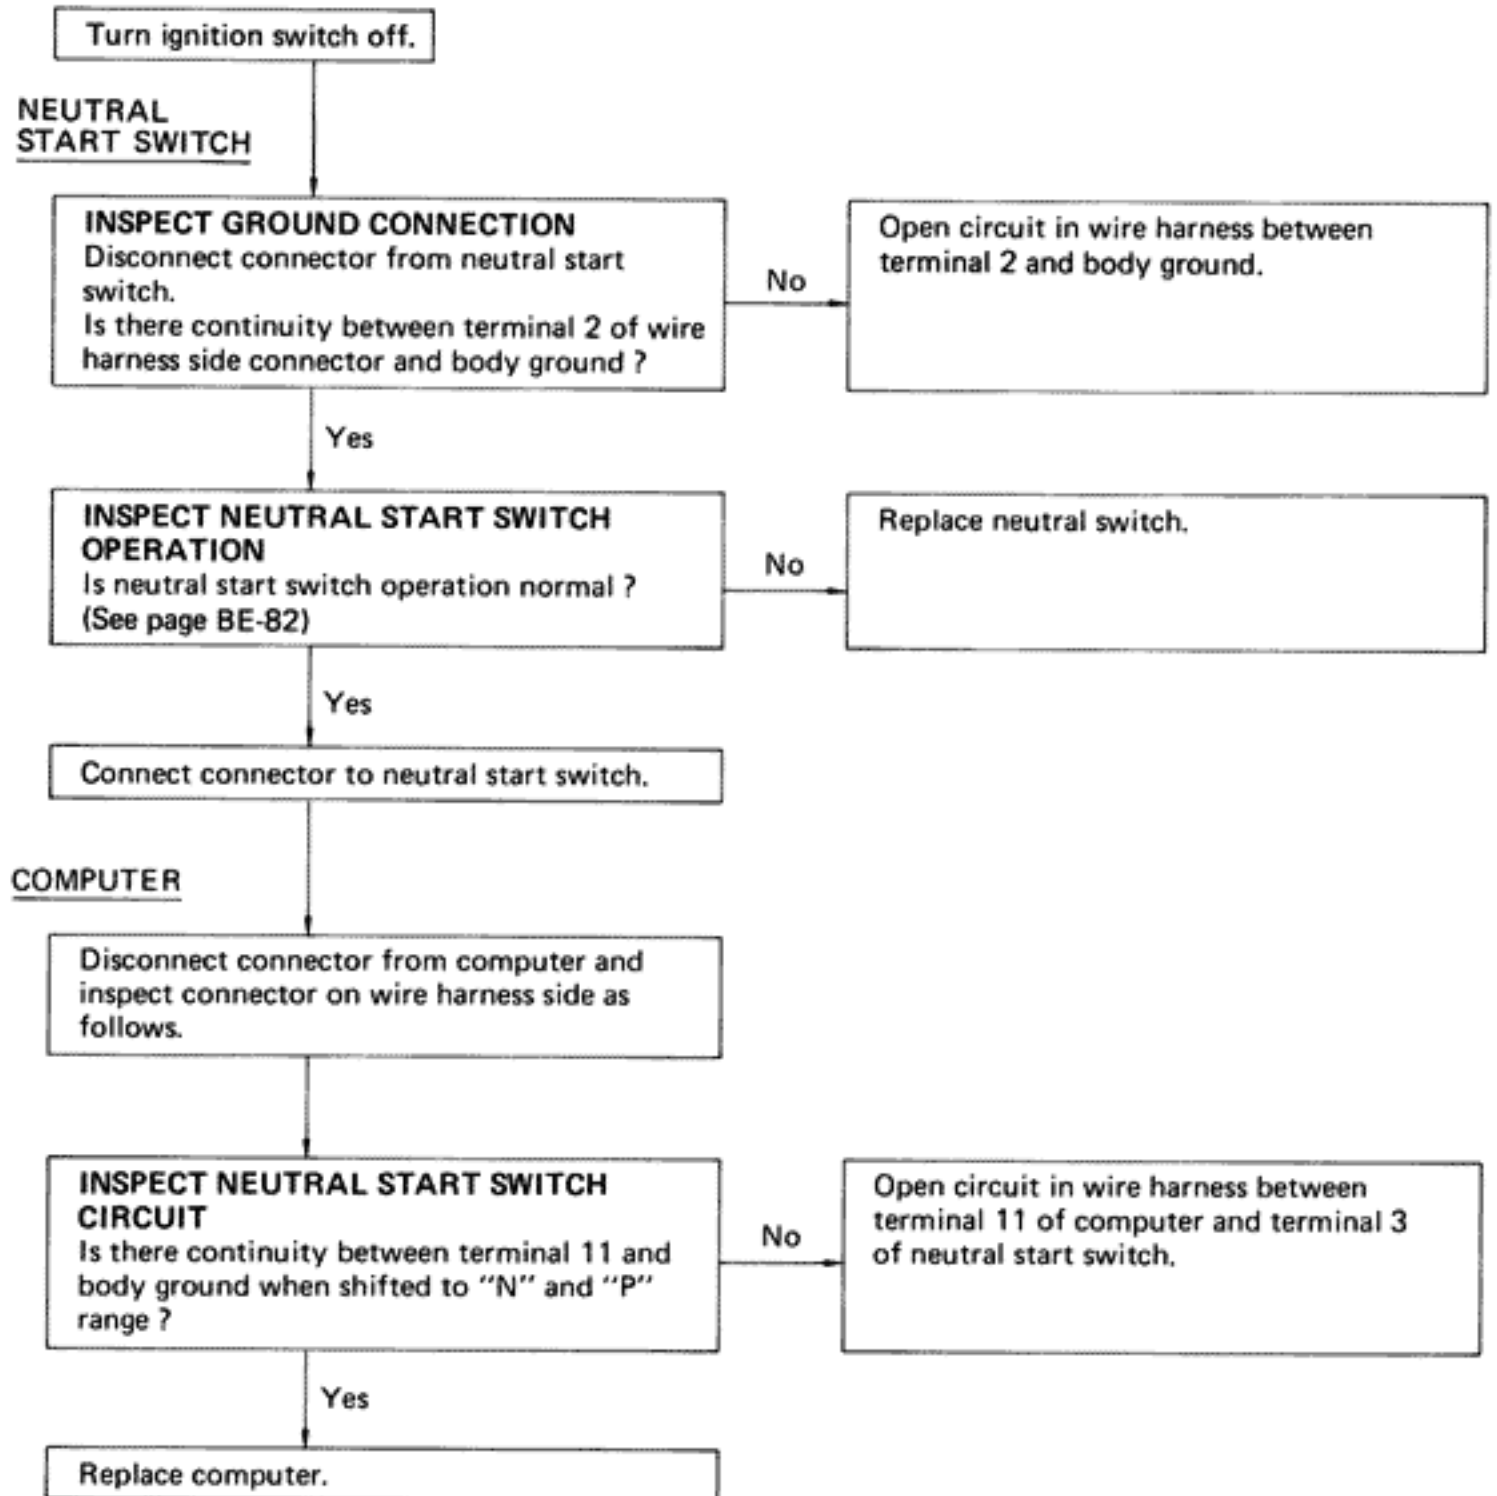 Turn ignition switch off.
NEUTRAL
START SWITCH
INSPECT GROUND CONNECTION
Disconnect connector from neutral start
switch.
Is there continuity between terminal 2 of wire
harness side connector and body ground ?
No
Open circuit in wire harness between
terminal 2 and body ground.
Yes
INSPECT NEUTRAL START SWITCH
OPERATION
Is neutral start switch operation normal ?
(See page BE-82)
No
Replace neutral switch.
Yes
Connect connector to neutral start switch.
COMPUTER
Disconnect connector from computer and
inspect connector on wire harness side as
follows.
INSPECT NEUTRAL START SWITCH
CIRCUIT
Is there continuity between terminal 11 and
body ground when shifted to "N" and "P"
range ?
No
Open circuit in wire harness between
terminal 11 of computer and terminal 3
of neutral start switch.
Yes
Replace computer.